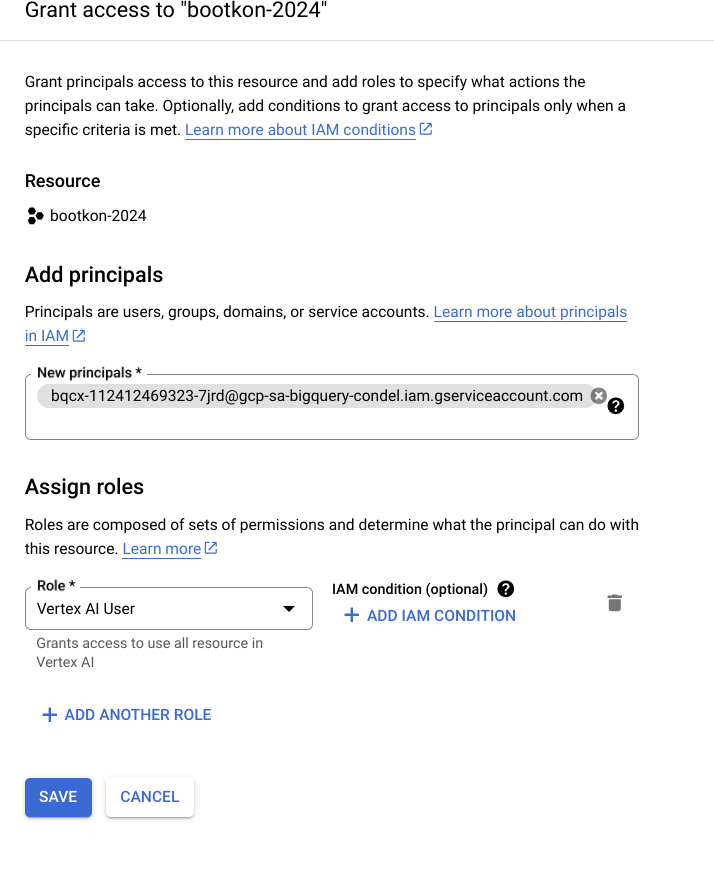 Grant access to "bootkon-2024"
Grant principals access to this resource and add roles to specify what actions the
principals can take. Optionally, add conditions to grant access to principals only when a
specific criteria is met. Learn more about IAM conditions
Resource
bootkon-2024
Add principals
Principals are users, groups, domains, or service accounts. Learn more about principals
in IAM
New principals *
bqcx-112412469323-7jrd@gcp-sa-bigquery-condel.iam.gserviceaccount.com
Assign roles
Roles are composed of sets of permissions and determine what the principal can do with
this resource. Learn more
Role *
IAM condition (optional)
Vertex AI User
ADD IAM CONDITION
Grants access to use all resource in
Vertex AI
ADD ANOTHER ROLE
SAVE
CANCEL